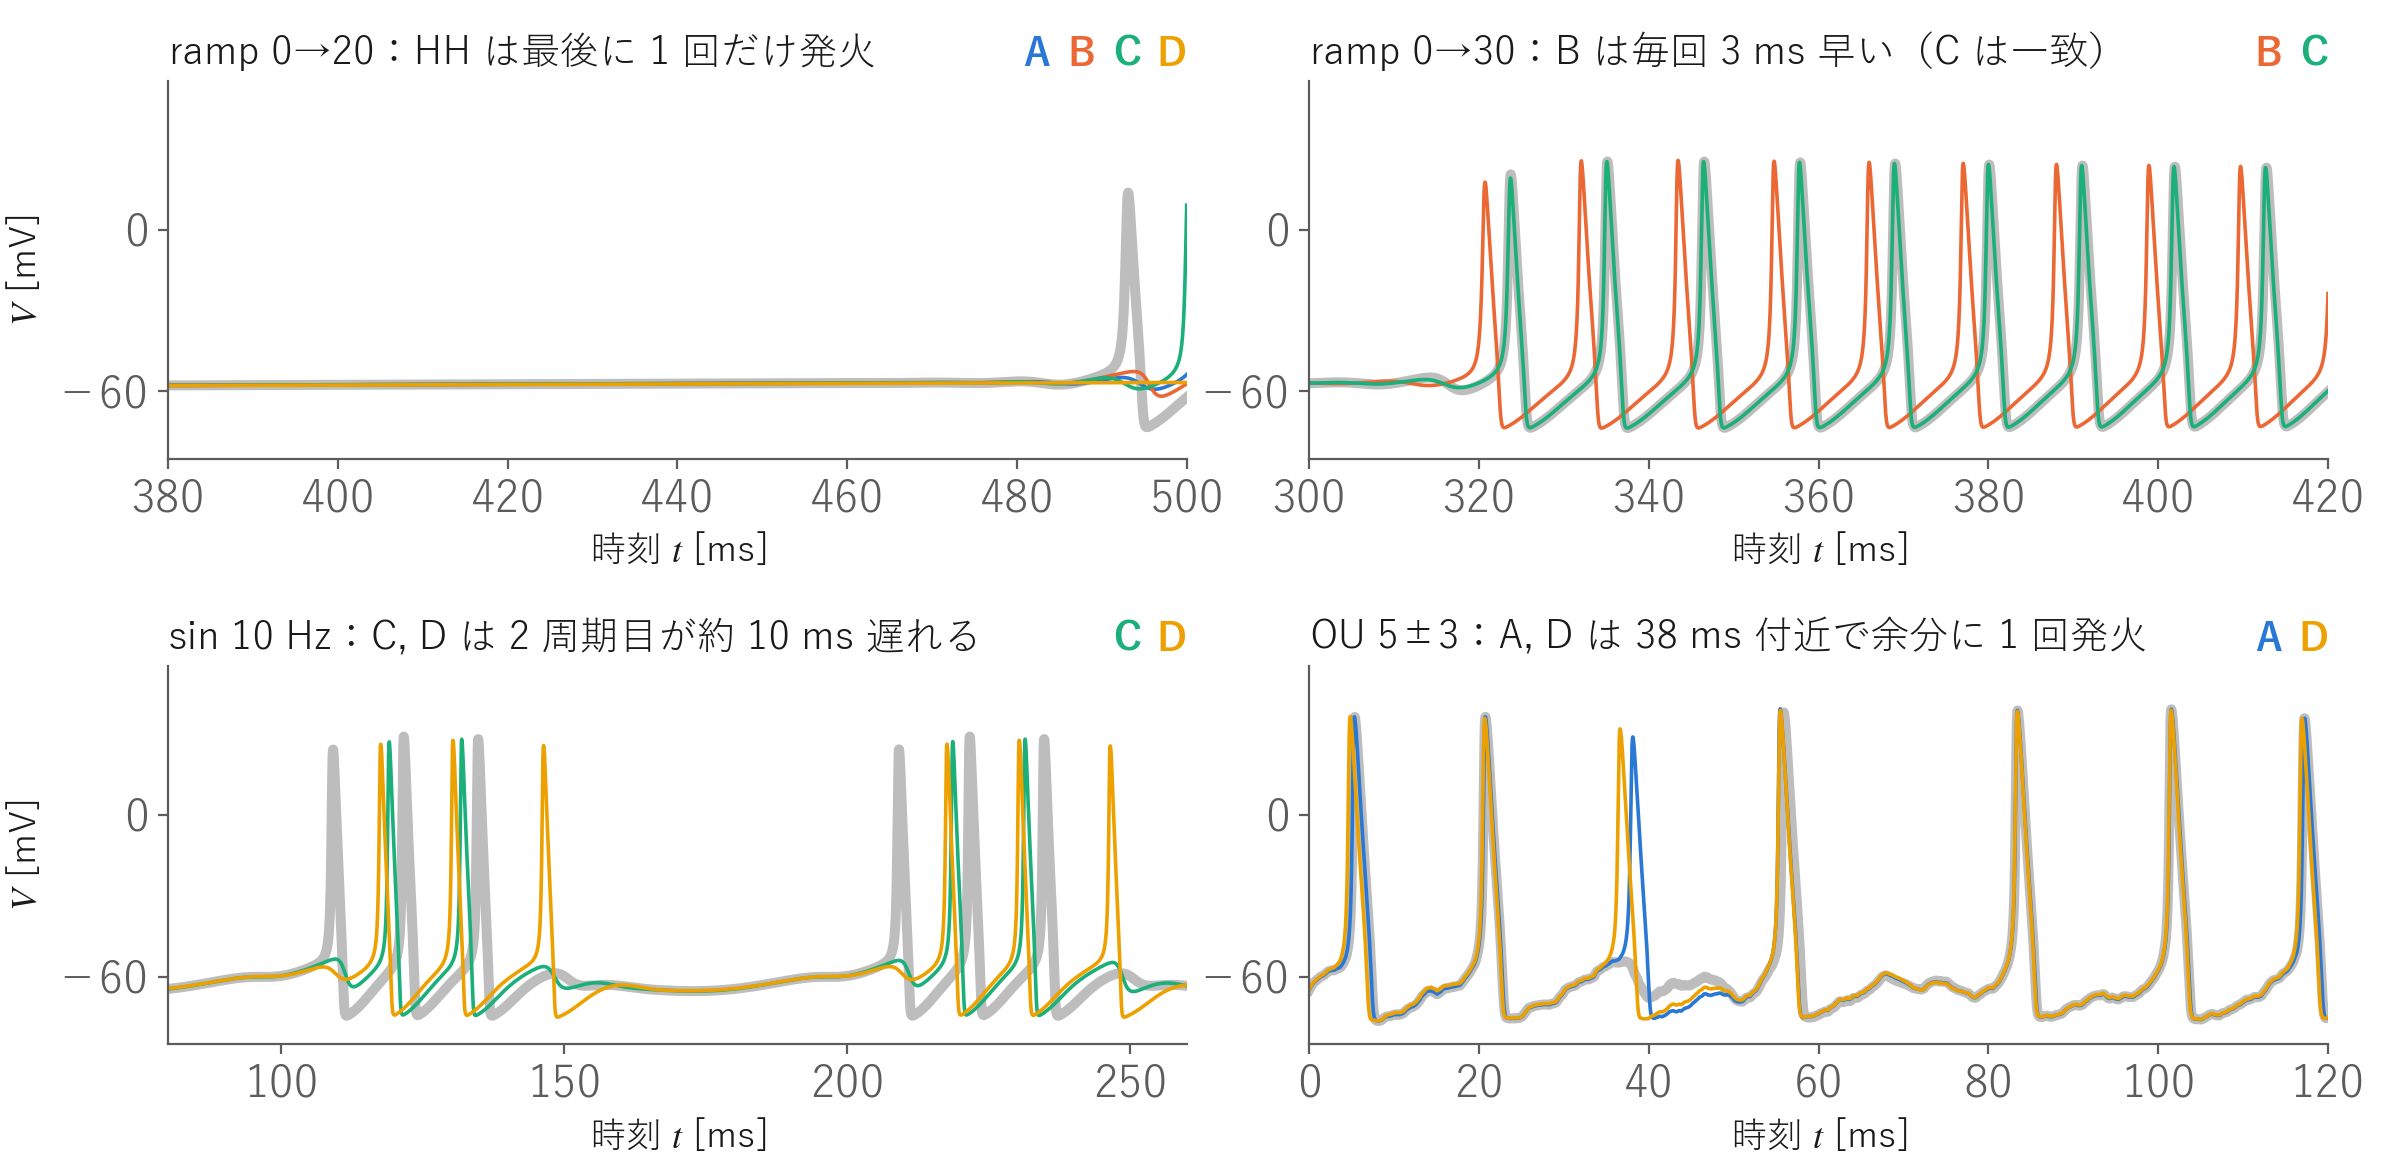 ramp 0→20：HH は最後に 1 回だけ発火 A B C D
V [mV]
0
−60
380 400 420 440 460 480 500
時刻 t [ms]
ramp 0→30：B は毎回 3 ms 早い（C は一致） B C
0
−60
300 320 340 360 380 400 420
時刻 t [ms]
sin 10 Hz：C, D は 2 周期目が約 10 ms 遅れる C D
V [mV]
0
−60
100 150 200 250
時刻 t [ms]
OU 5±3：A, D は 38 ms 付近で余分に 1 回発火 A D
0
−60
0 20 40 60 80 100 120
時刻 t [ms]